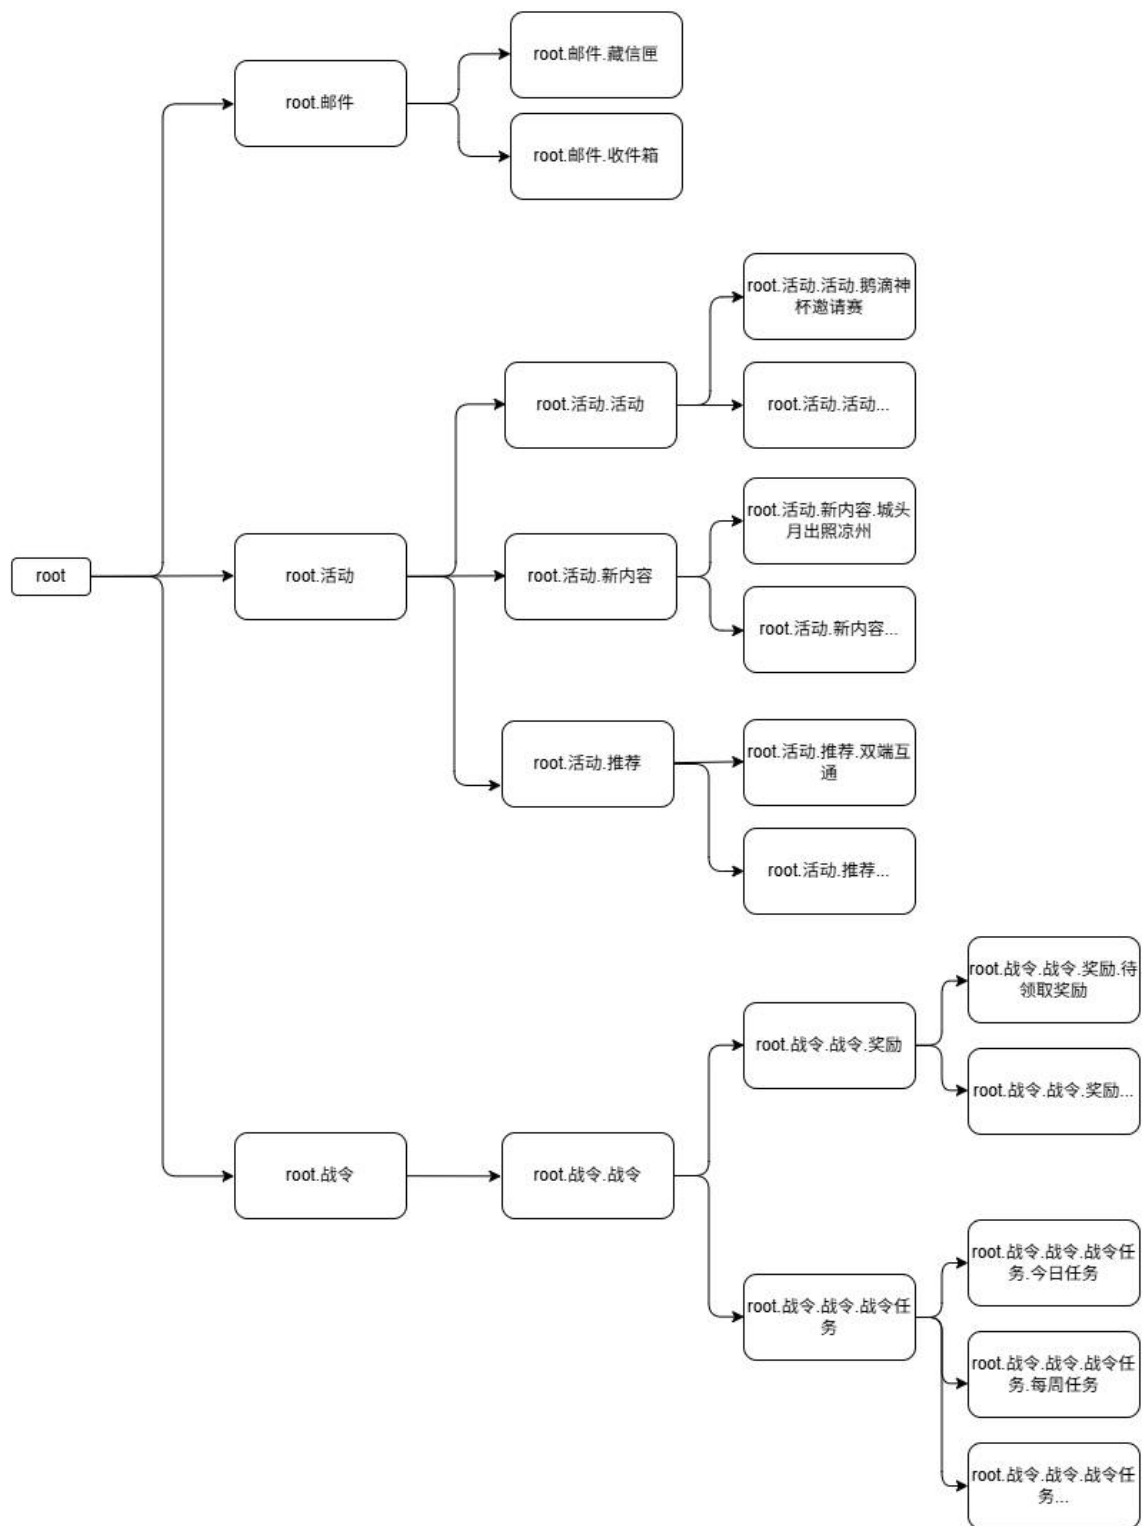 root.邮件.藏信匣
root.邮件
root.邮件.收件箱
root.活动.活动.鹅滴神
杯邀请赛
root.活动.活动
root.活动.活动...
root.活动.新内容.城头
月出照凉州
root
root.活动
root.活动.新内容
root.活动.新内容...
root.活动.推荐
root.活动.推荐.双端互
通
root.活动.推荐...
root.战令.战令.奖励.待
领取奖励
root.战令.战令.奖励
root.战令.战令.奖励...
root.战令
root.战令.战令
root.战令.战令.战令任
务.今日任务
root.战令.战令.战令任
务
root.战令.战令.战令任
务.每周任务
root.战令.战令.战令任
务...